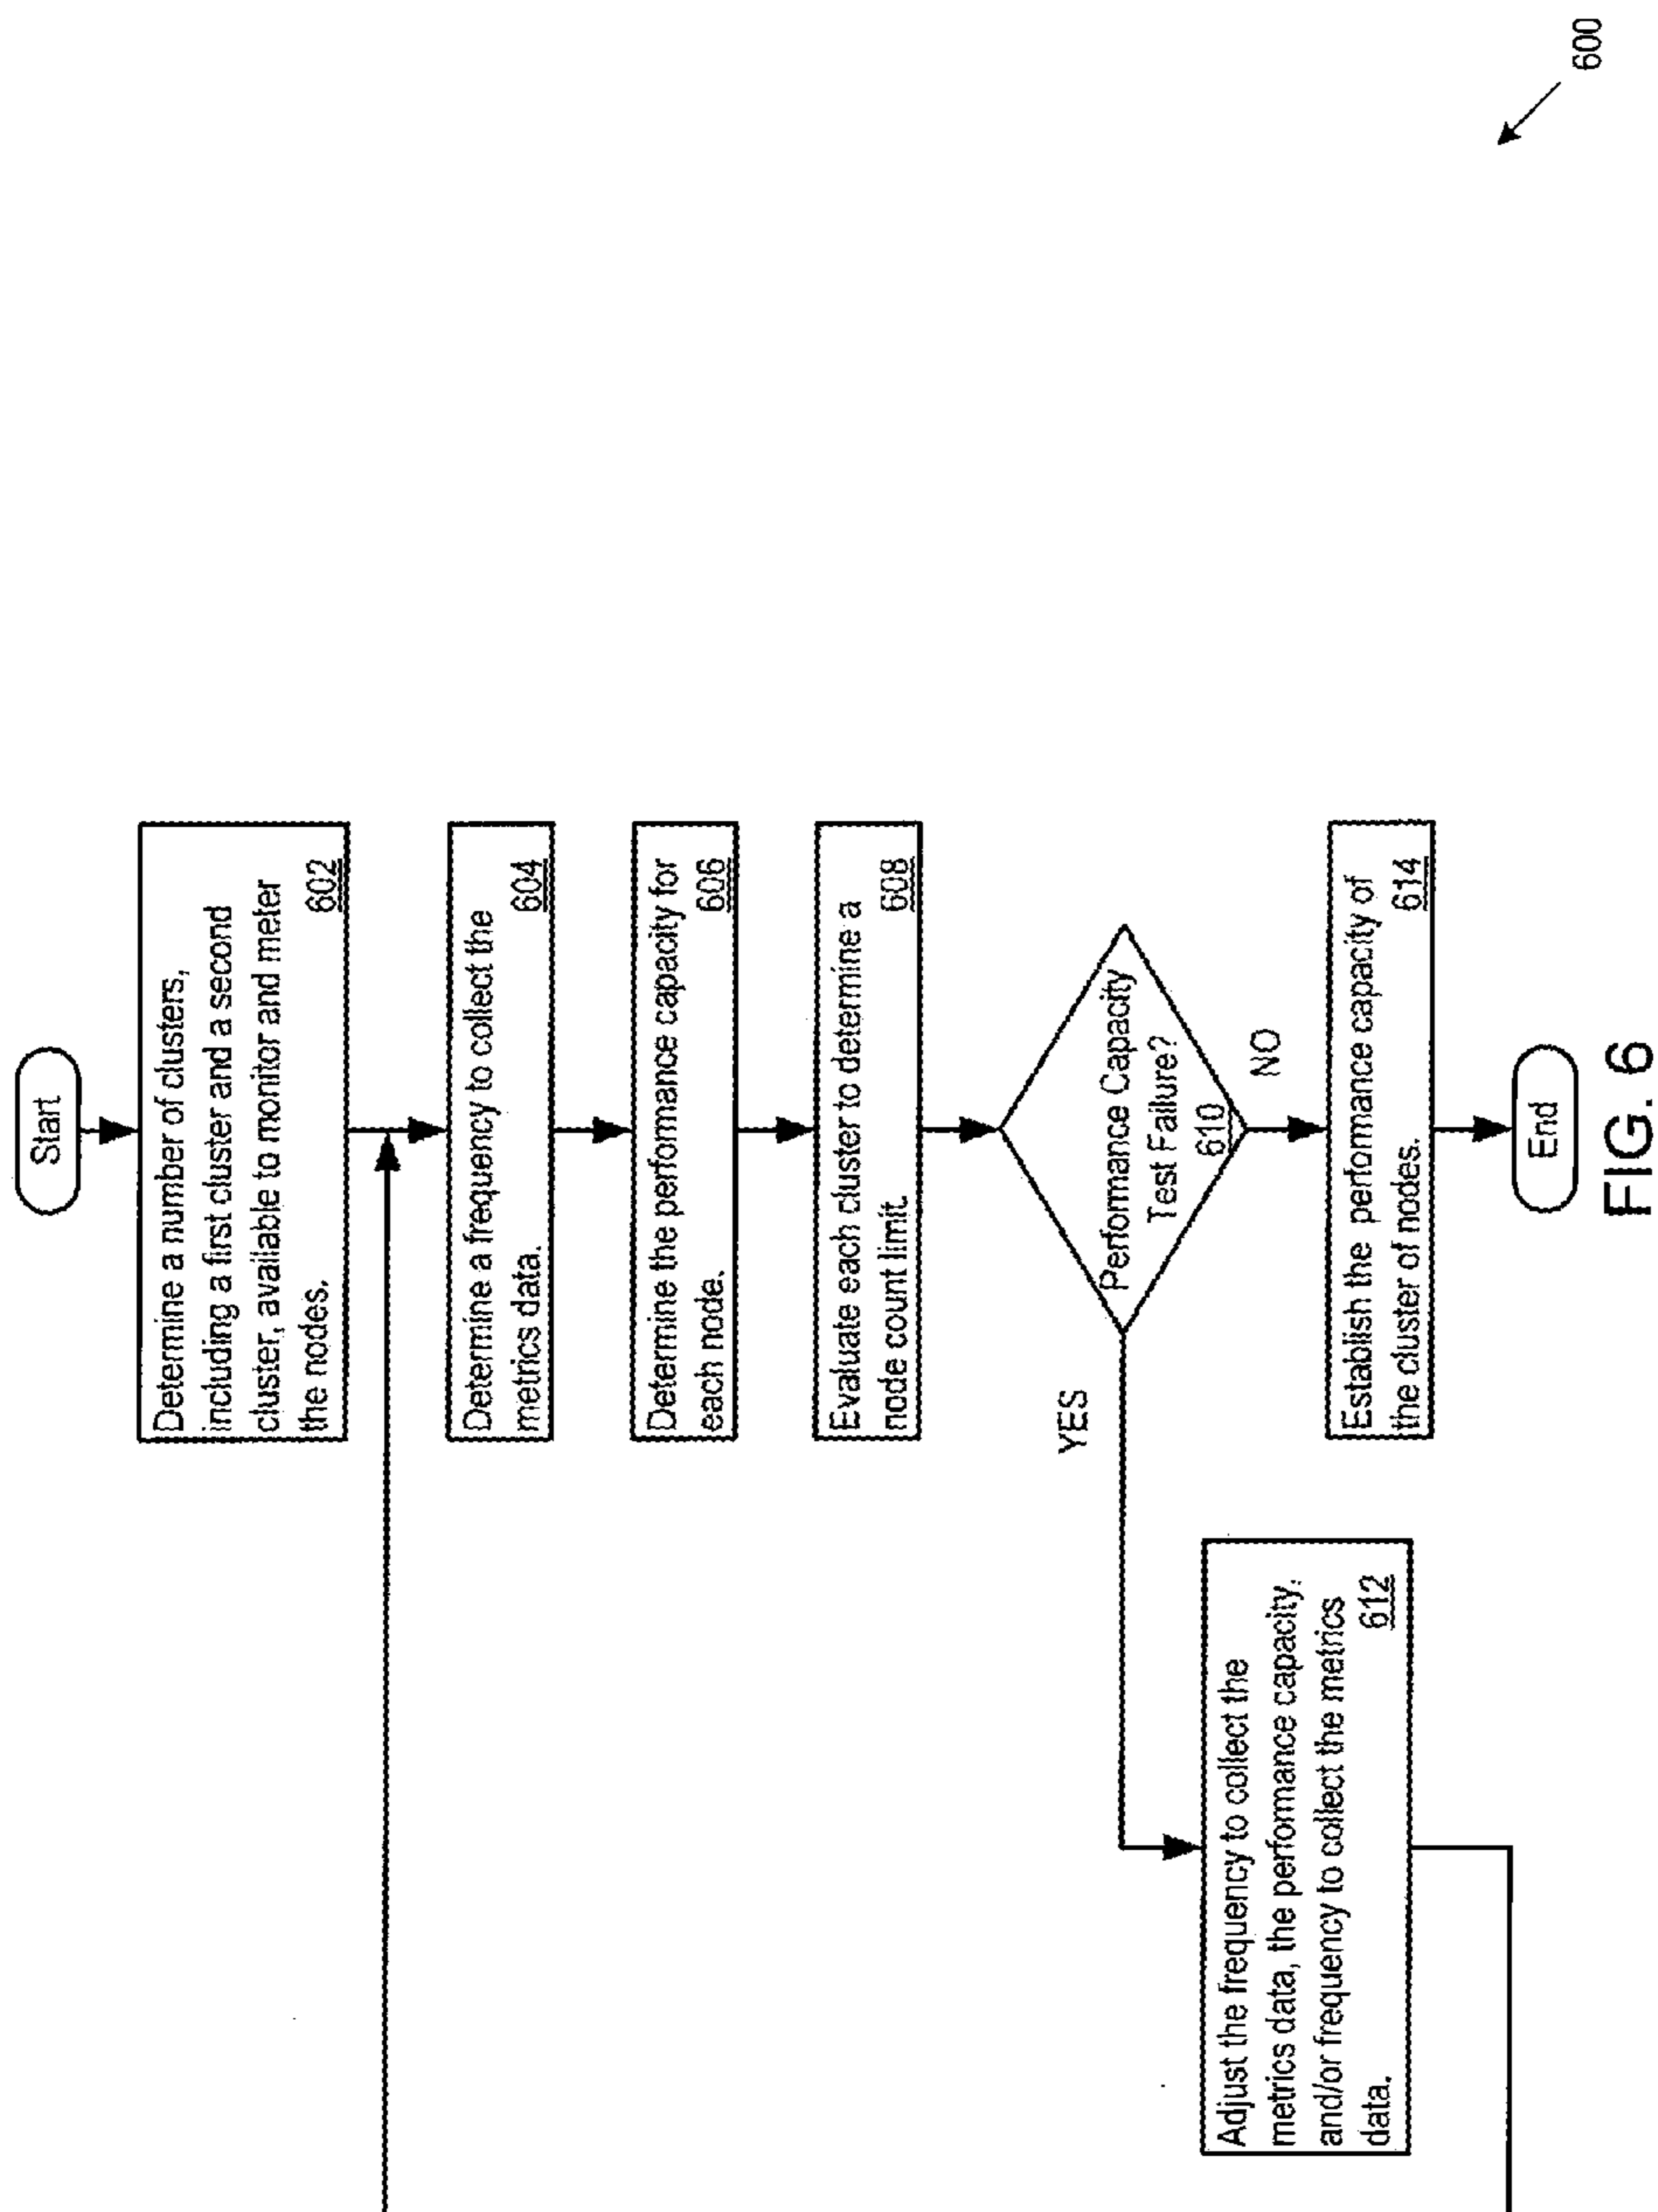 Start
Determine a number of clusters,
including a first cluster and a second
cluster, available to monitor and meter
the nodes.
602
Determine a frequency to collect the
metrics data.
604
Determine the performance capacity for
each node.
606
Evaluate each cluster to determine a
node count limit.
608
Performance Capacity
Test Failure?
610
YES
NO
Adjust the frequency to collect the
metrics data, the performance capacity,
and/or frequency to collect the metrics
data.
612
Establish the performance capacity of
the cluster of nodes.
614
End
FIG. 6
600